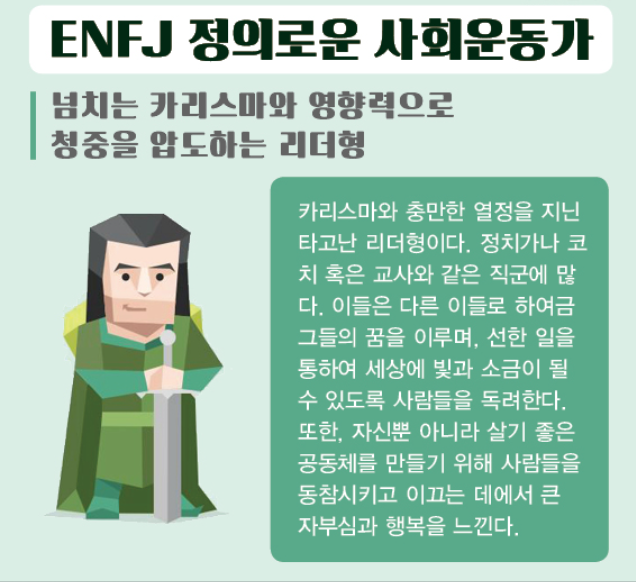 ENFJ 정의로운 사회운동가
넘치는 카리스마와 영향력으로
청중을 압도하는 리더형
카리스마와 충만한 열정을 지닌
타고난 리더형이다. 정치가나 코
치 혹은 교사와 같은 직군에 많
다. 이들은 다른 이들로 하여금
그들의 꿈을 이루며, 선한 일을
통하여 세상에 빛과 소금이 될
수 있도록 사람들을 독려한다.
또한, 자신뿐 아니라 살기 좋은
공동체를 만들기 위해 사람들을
동참시키고 이끄는 데에서 큰
자부심과 행복을 느낀다.